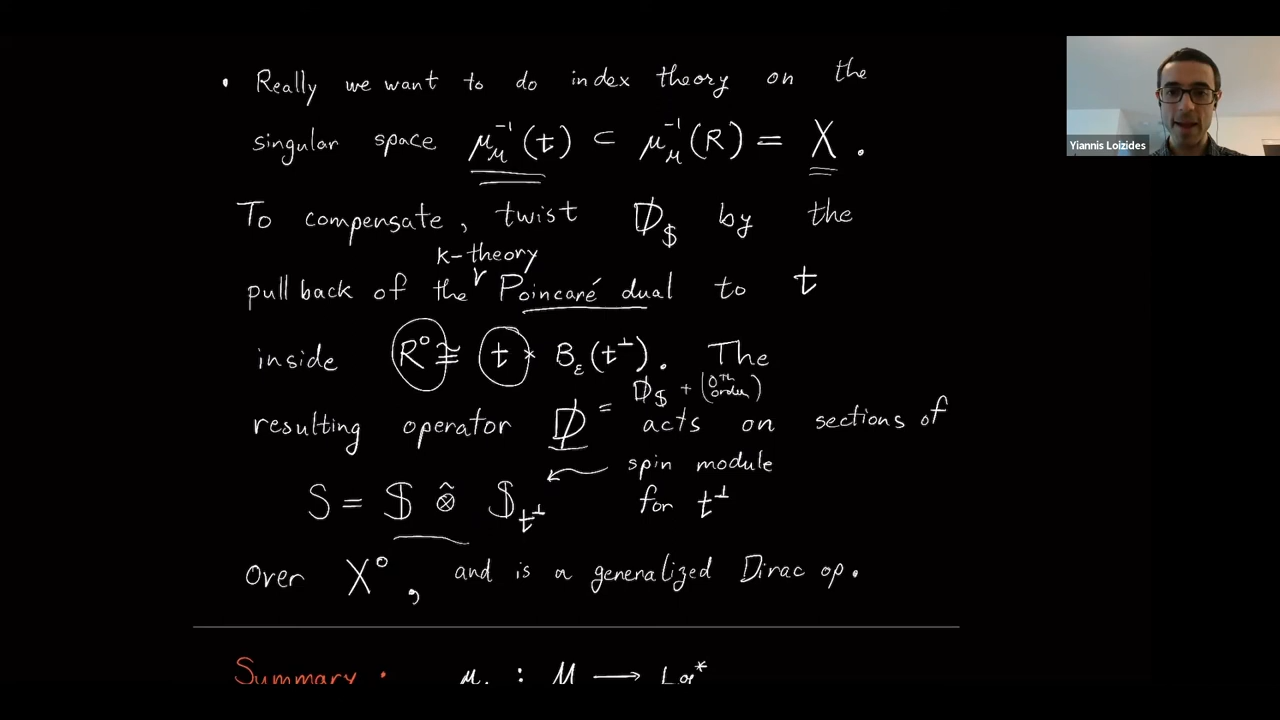 • Really we want to do index theory on the
singular space μ_M⁻¹(t) ⊂ μ_M⁻¹(R) = X .
To compensate, twist D̸_$ by the
K-theory
pull back of the Poincaré dual to t
inside R° ≅ t × B_ε(t^⊥). The
D̸_$ + (0th order)
resulting operator D̸ = acts on sections of
spin module
S = $ ⊗̂ $_t^⊥ for t^⊥
over X°, and is a generalized Dirac op.
Summary : M ⟶ L
Yiannis Loizides